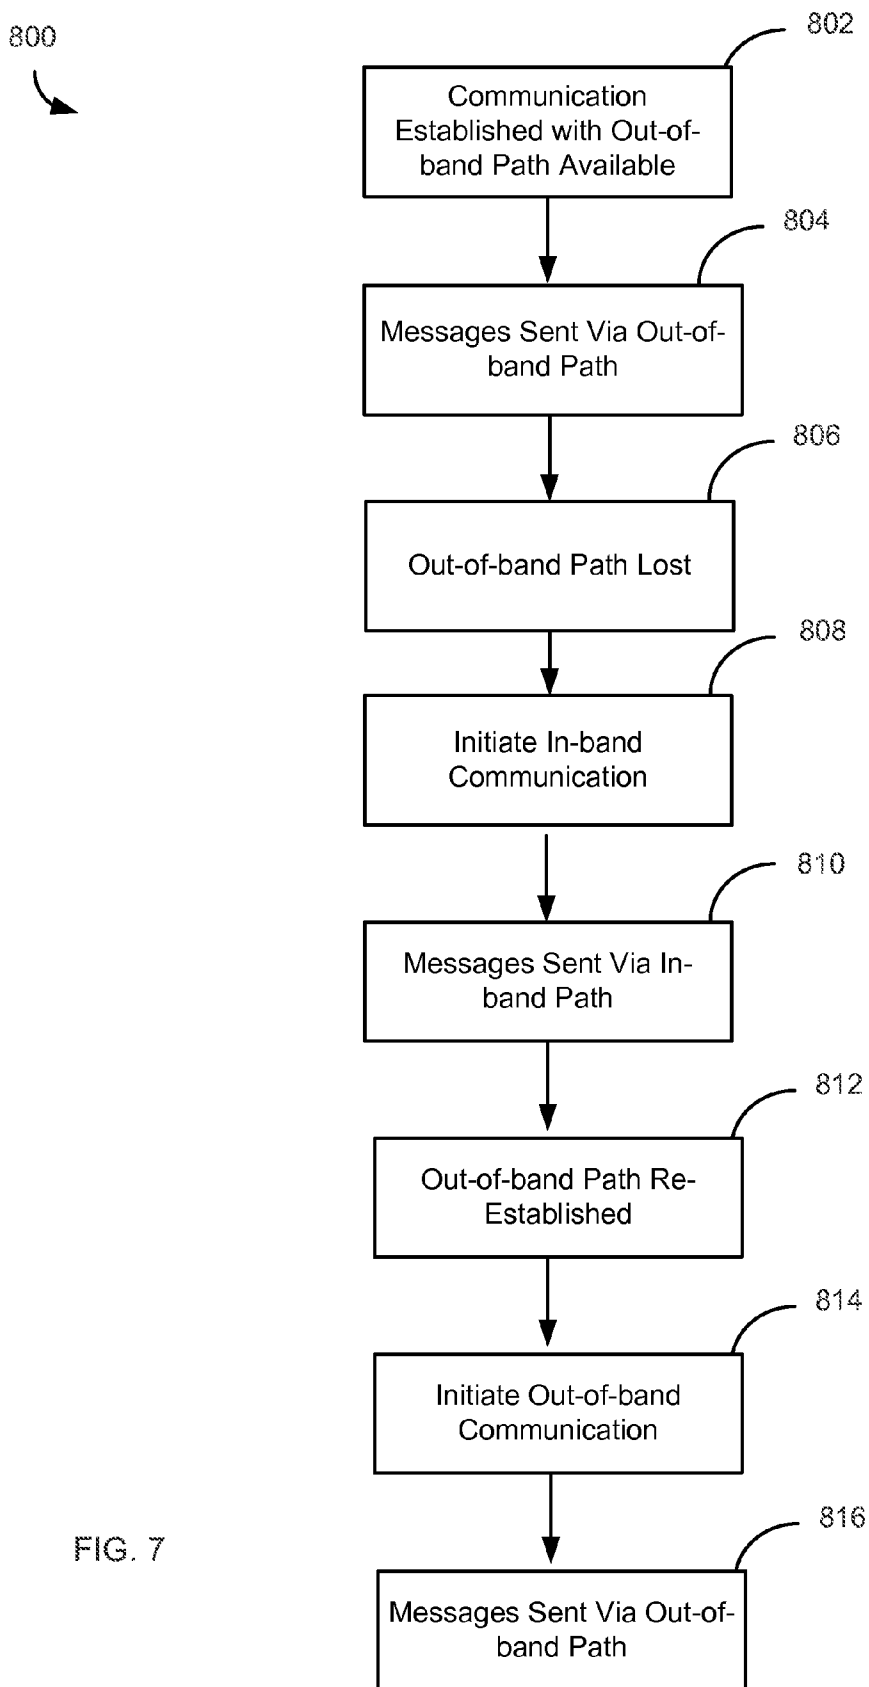 800
802
Communication
Established with Out-of-
band Path Available
804
Messages Sent Via Out-of-
band Path
806
Out-of-band Path Lost
808
Initiate In-band
Communication
810
Messages Sent Via In-
band Path
812
Out-of-band Path Re-
Established
814
Initiate Out-of-band
Communication
816
Messages Sent Via Out-of-
band Path
FIG. 7